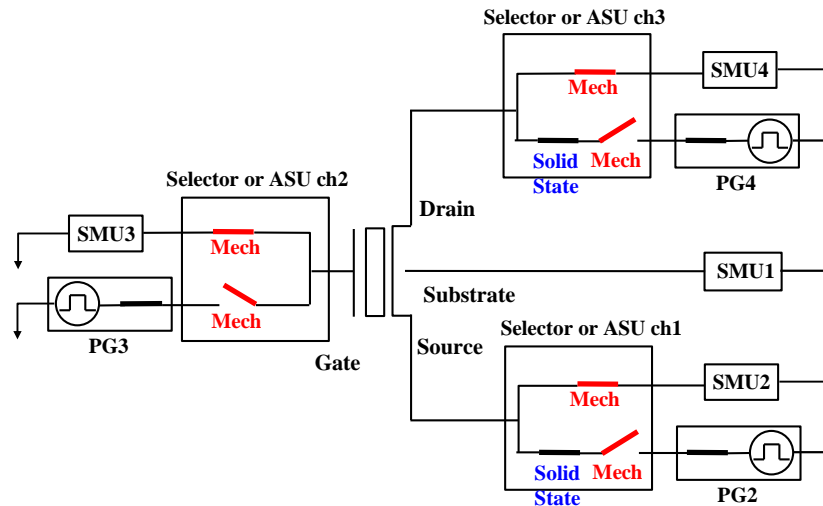 Selector or ASU ch3
SMU4
Mech
Solid
State
Mech
PG4
Selector or ASU ch2
Drain
SMU3
Mech
SMU1
Mech
Substrate
PG3
Gate
Source
Selector or ASU ch1
SMU2
Mech
Solid
State
Mech
PG2